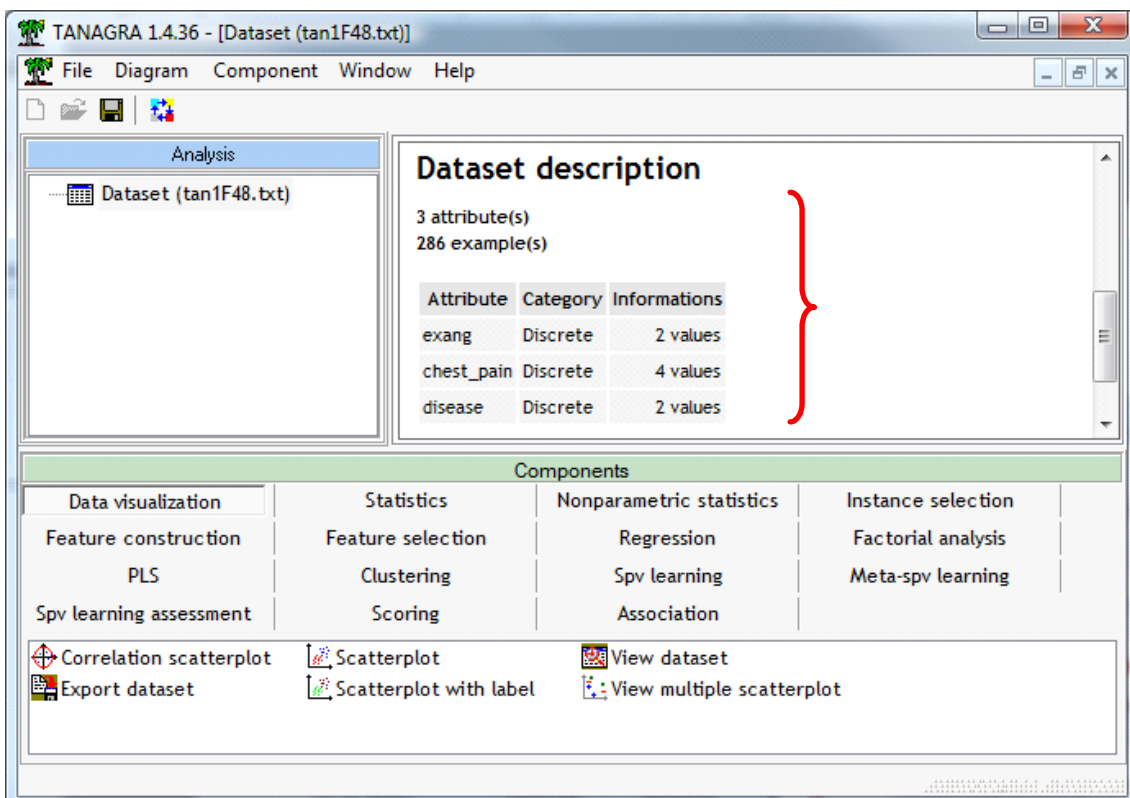 TANAGRA 1.4.36 - [Dataset (tan1F48.txt)]
File Diagram Component Window Help
Analysis
Dataset (tan1F48.txt)
Dataset description
3 attribute(s)
286 example(s)
Attribute Category Informations
exang Discrete 2 values
chest_pain Discrete 4 values
disease Discrete 2 values
Components
Data visualization Statistics Nonparametric statistics Instance selection
Feature construction Feature selection Regression Factorial analysis
PLS Clustering Spv learning Meta-spv learning
Spv learning assessment Scoring Association
Correlation scatterplot Scatterplot View dataset
Export dataset Scatterplot with label View multiple scatterplot